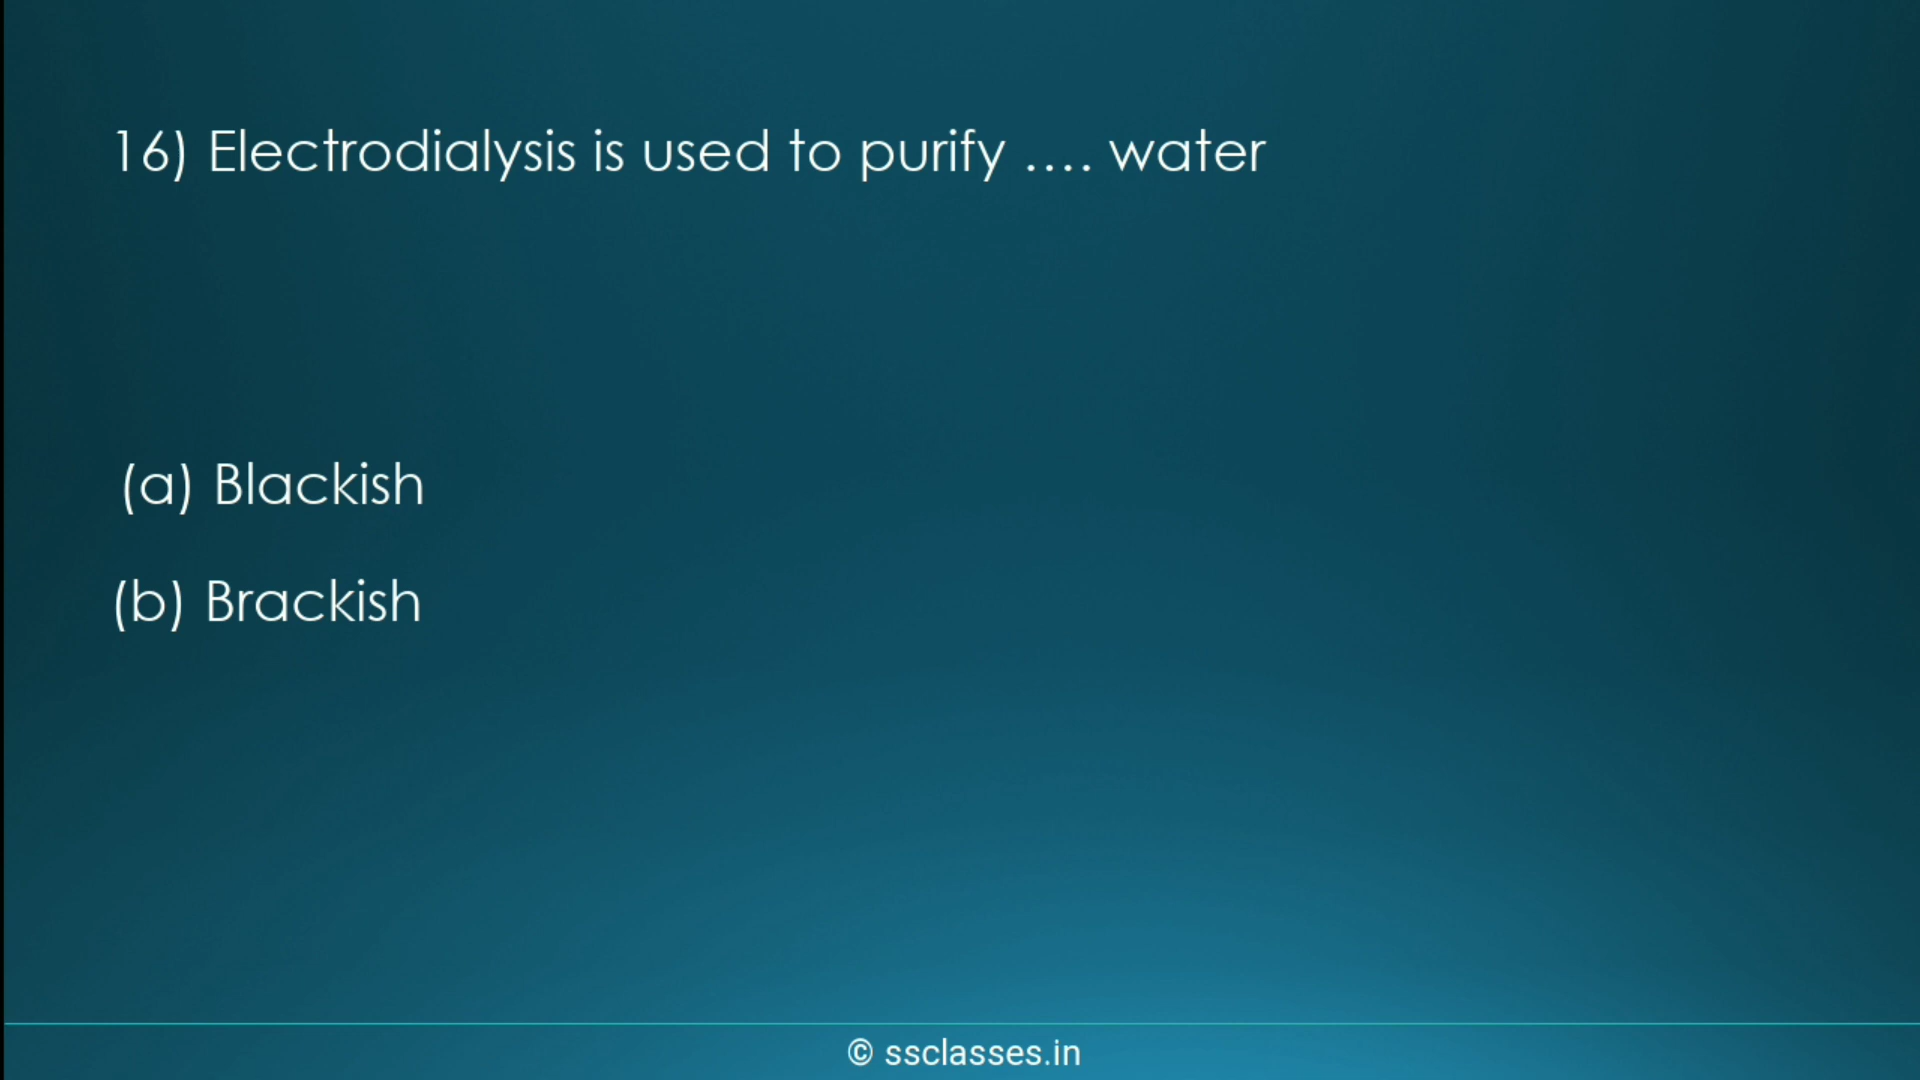 16) Electrodialysis is used to purify .... water
(a) Blackish
(b) Brackish
© ssclasses.in